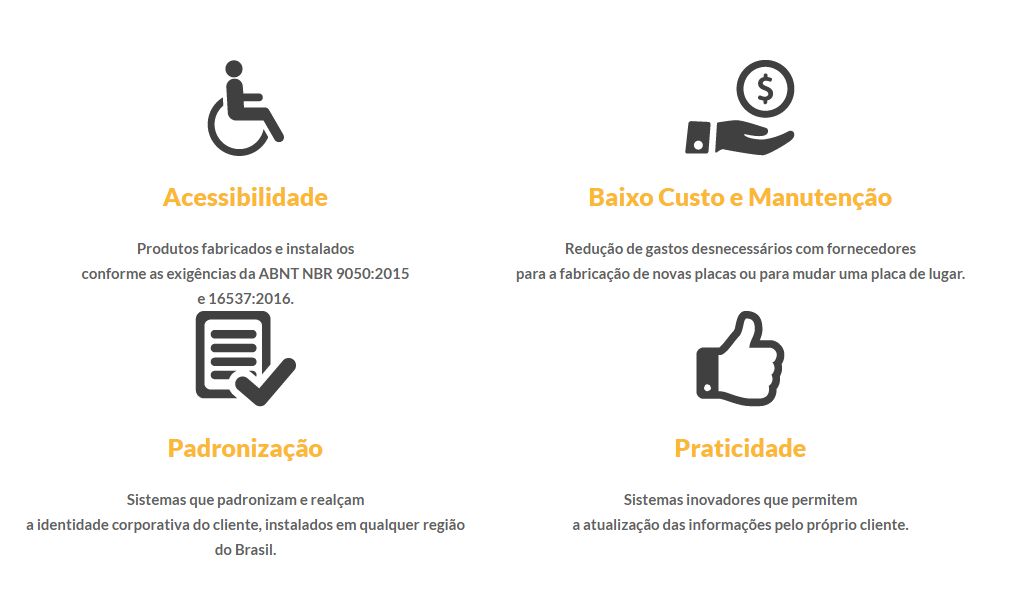 Acessibilidade
Produtos fabricados e instalados
conforme as exigências da ABNT NBR 9050:2015
e 16537:2016.
$
Baixo Custo e Manutenção
Redução de gastos desnecessários com fornecedores
para a fabricação de novas placas ou para mudar uma placa de lugar.
Padronização
Sistemas que padronizam e realçam
a identidade corporativa do cliente, instalados em qualquer região
do Brasil.
Praticidade
Sistemas inovadores que permitem
a atualização das informações pelo próprio cliente.